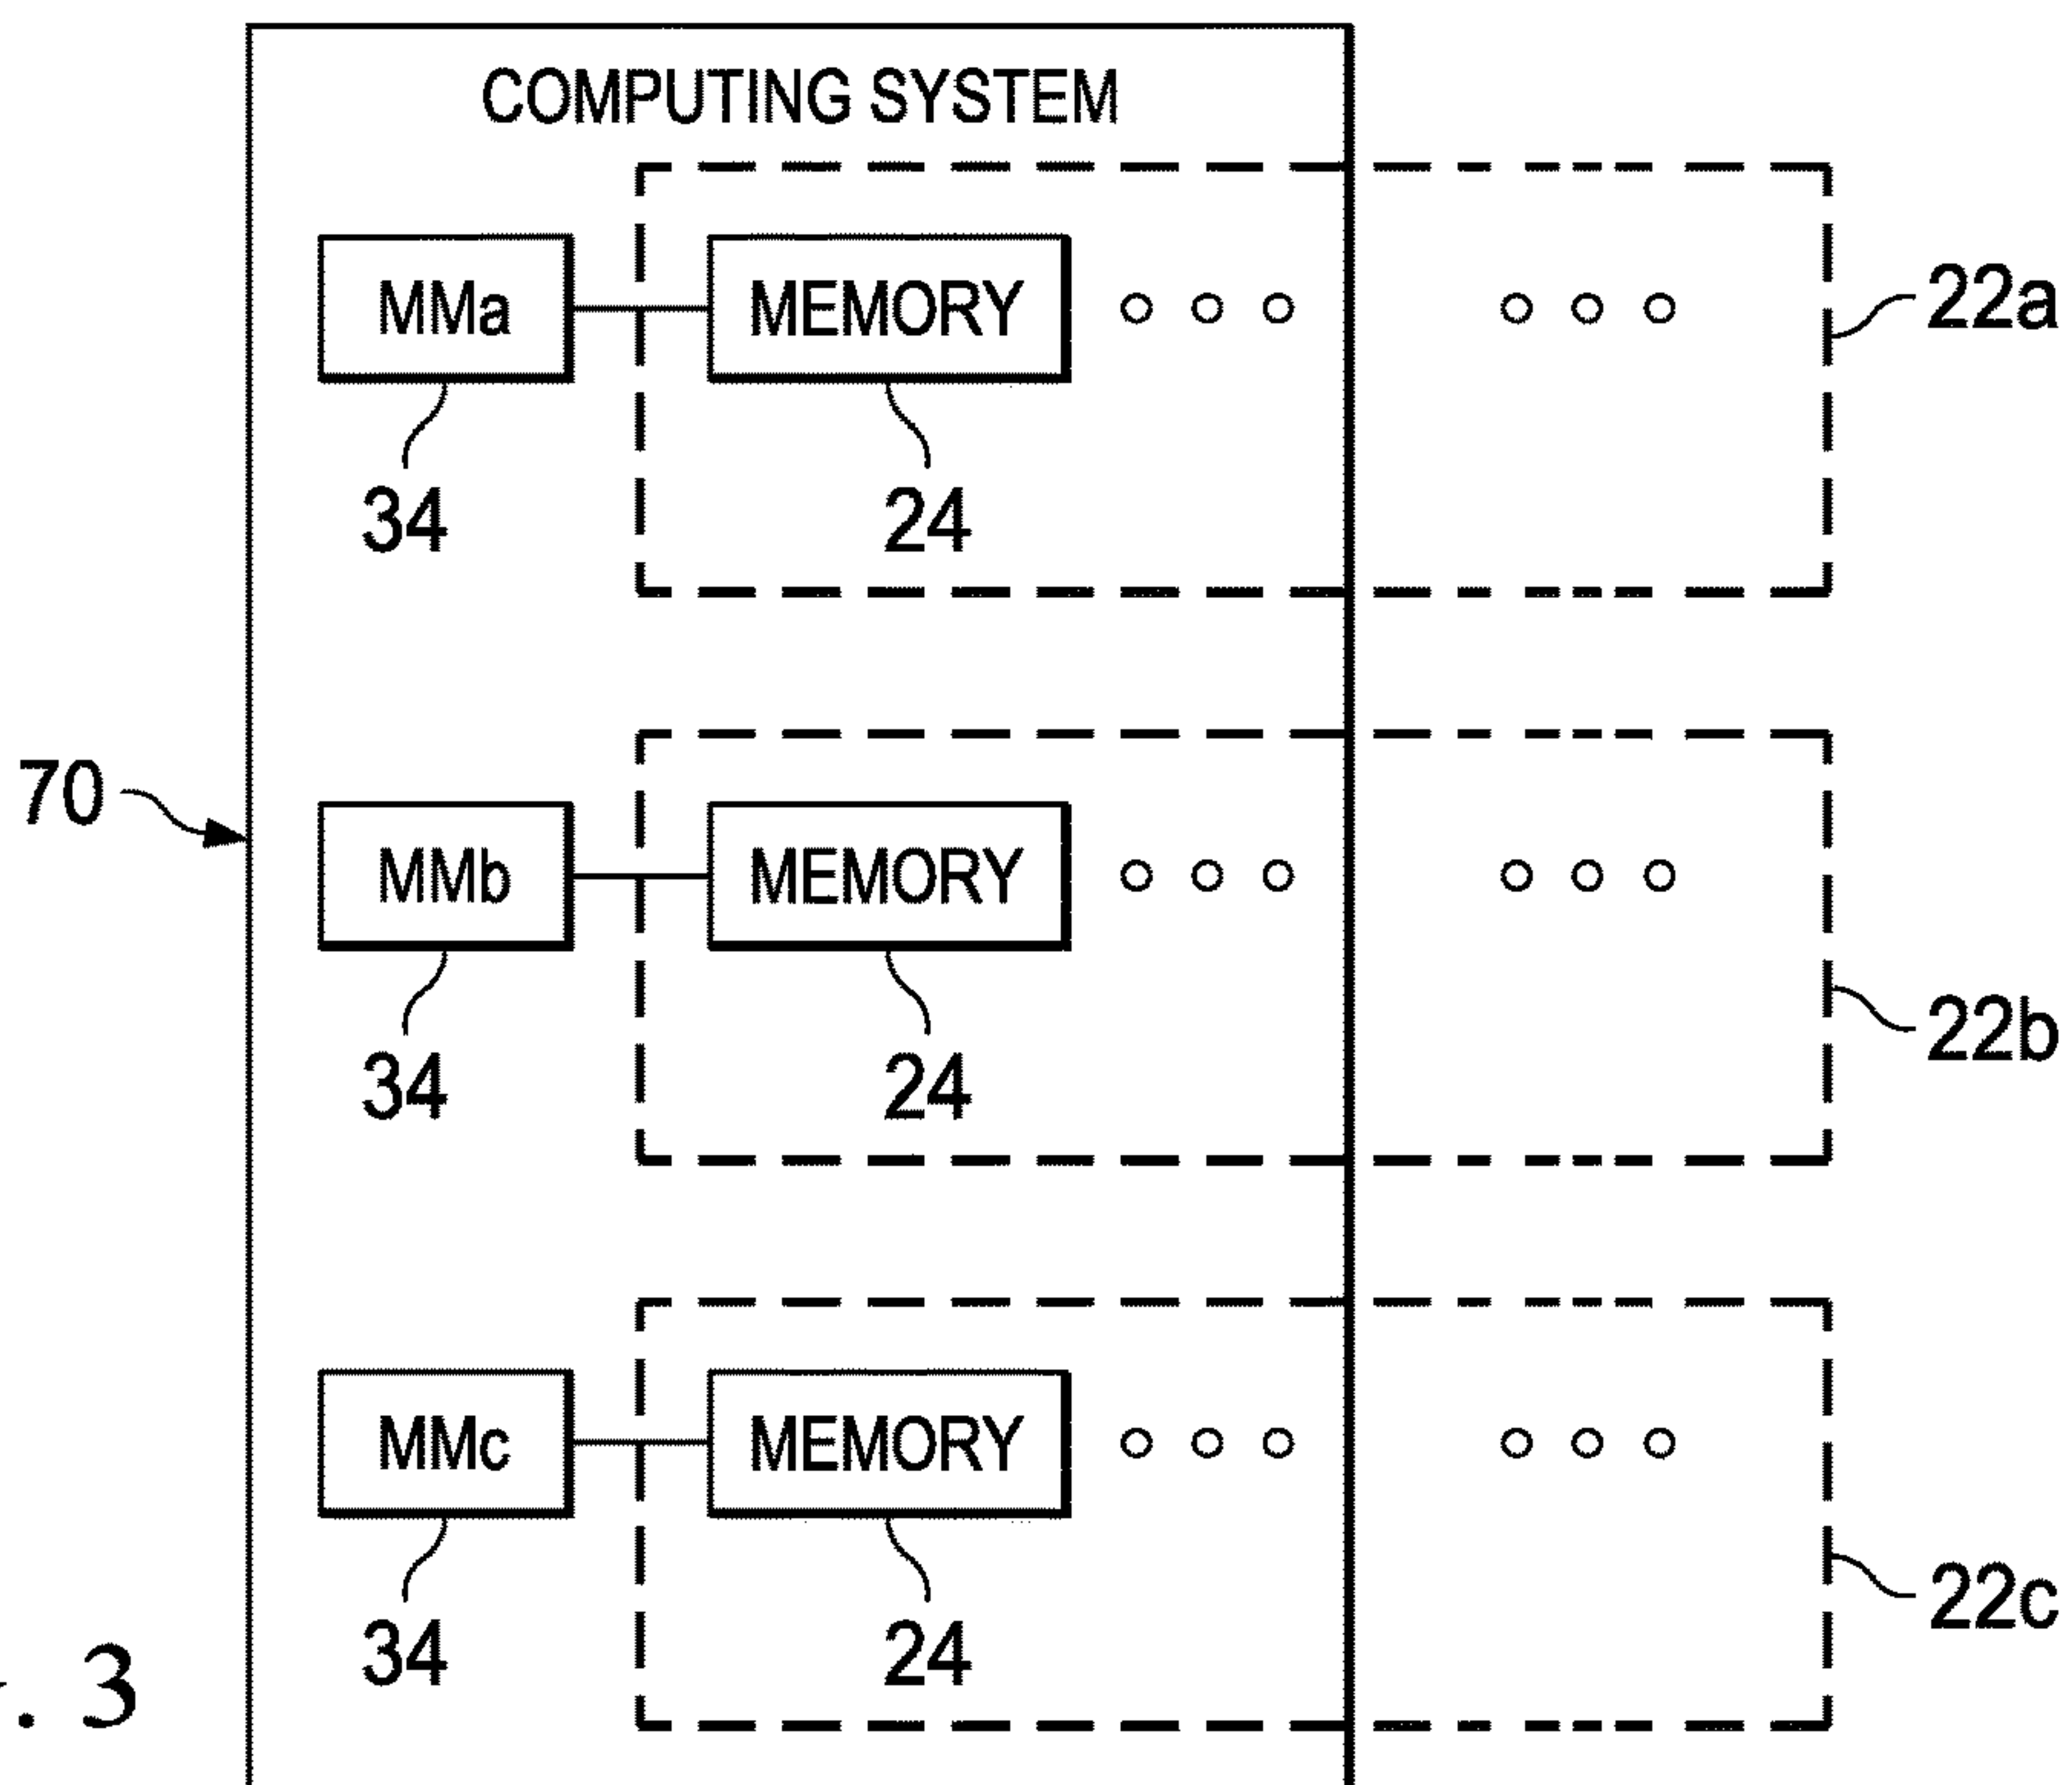 COMPUTING SYSTEM
MMa MEMORY 22a
34 24
70
MMb MEMORY 22b
34 24
MMc MEMORY 22c
34 24
. 3